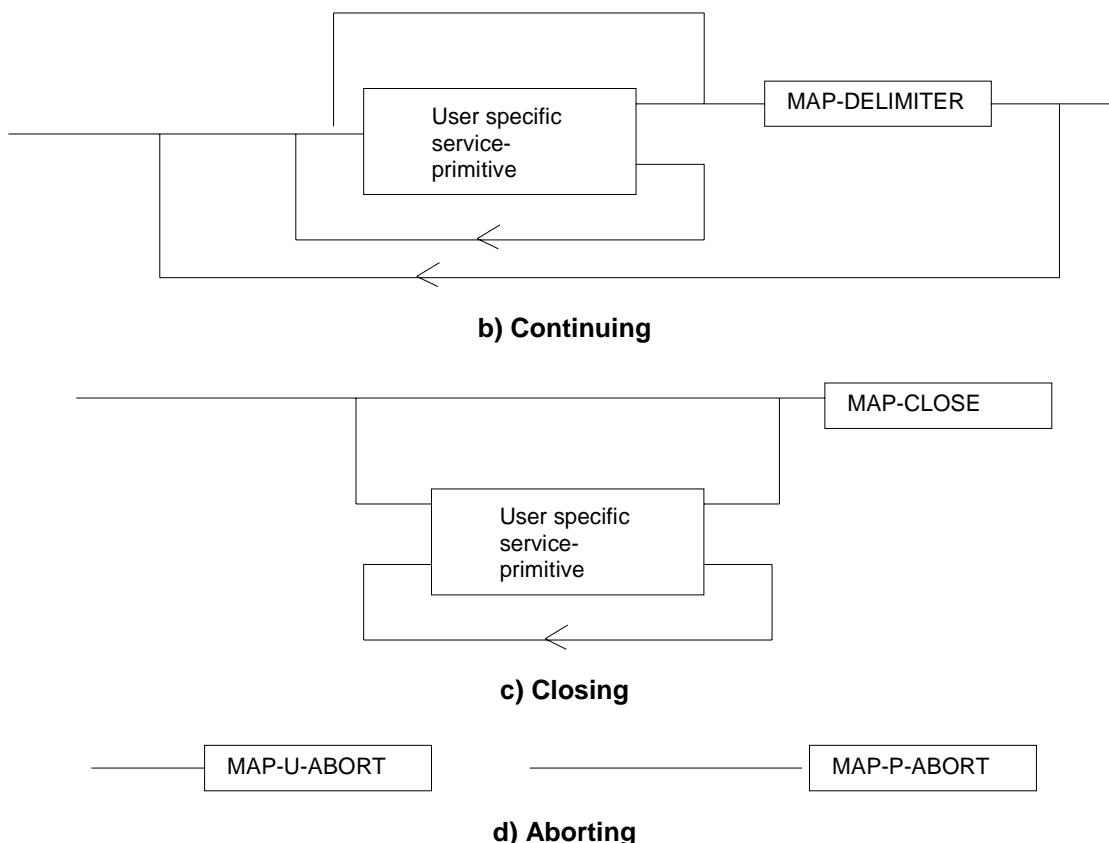 User specific
service-
primitive
MAP-DELIMITER
b) Continuing
MAP-CLOSE
User specific
service-
primitive
c) Closing
MAP-U-ABORT
MAP-P-ABORT
d) Aborting